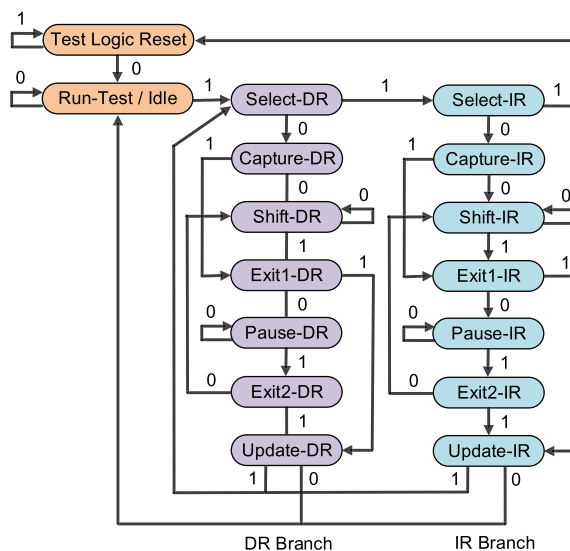 1
Test Logic Reset
0
0
Run-Test / Idle
1
Select-DR
1
Select-IR
1
0
0
1
Capture-DR
1
Capture-IR
0
0
0
0
Shift-DR
Shift-IR
1
1
Exit1-DR
1
Exit1-IR
1
0
0
0
0
Pause-DR
Pause-IR
1
1
0
Exit2-DR
0
Exit2-IR
1
1
Update-DR
Update-IR
1
0
1
0
DR Branch
IR Branch